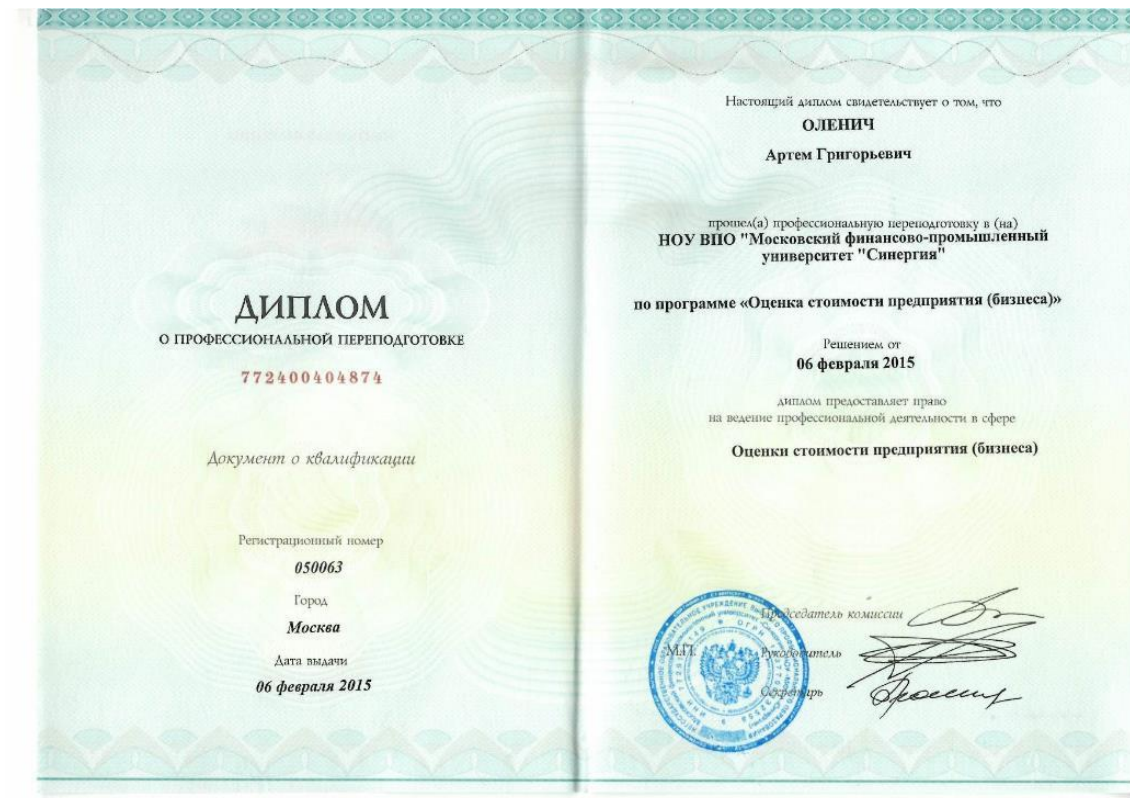 ДИПЛОМ
О ПРОФЕССИОНАЛЬНОЙ ПЕРЕПОДГОТОВКЕ
772400404874
Документ о квалификации
Регистрационный номер
050063
Город
Москва
Дата выдачи
06 февраля 2015
Настоящий диплом свидетельствует о том, что
ОЛЕНИЧ
Артем Григорьевич
прошел(а) профессиональную переподготовку в (на)
НОУ ВПО "Московский финансово-промышленный
университет "Синергия"
по программе «Оценка стоимости предприятия (бизнеса)»
Решением от
06 февраля 2015
диплом предоставляет право
на ведение профессиональной деятельности в сфере
Оценки стоимости предприятия (бизнеса)
Председатель комиссии
М.П.
Руководитель
Секретарь